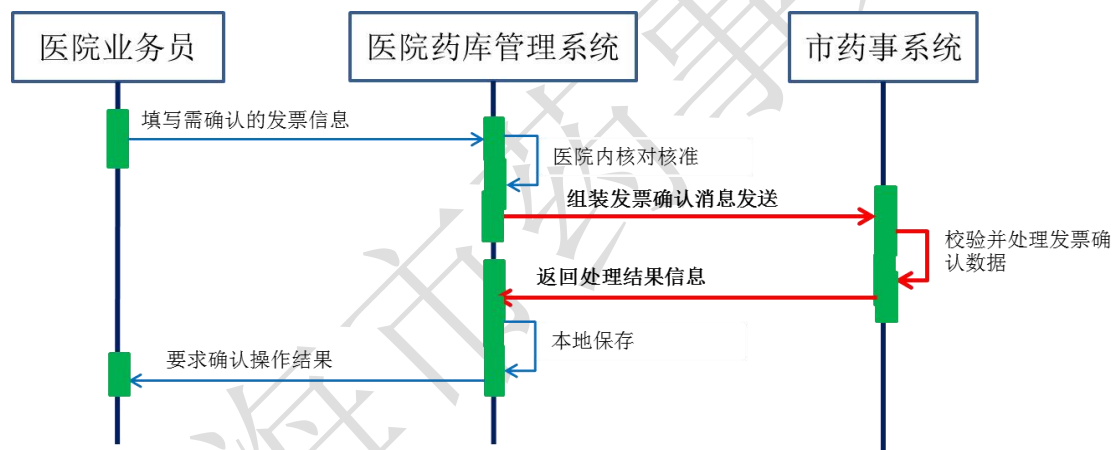 医院业务员
医院药库管理系统
市药事系统
填写需确认的发票信息
医院内核对核准
组装发票确认消息发送
校验并处理发票确
认数据
返回处理结果信息
本地保存
要求确认操作结果
海市药事